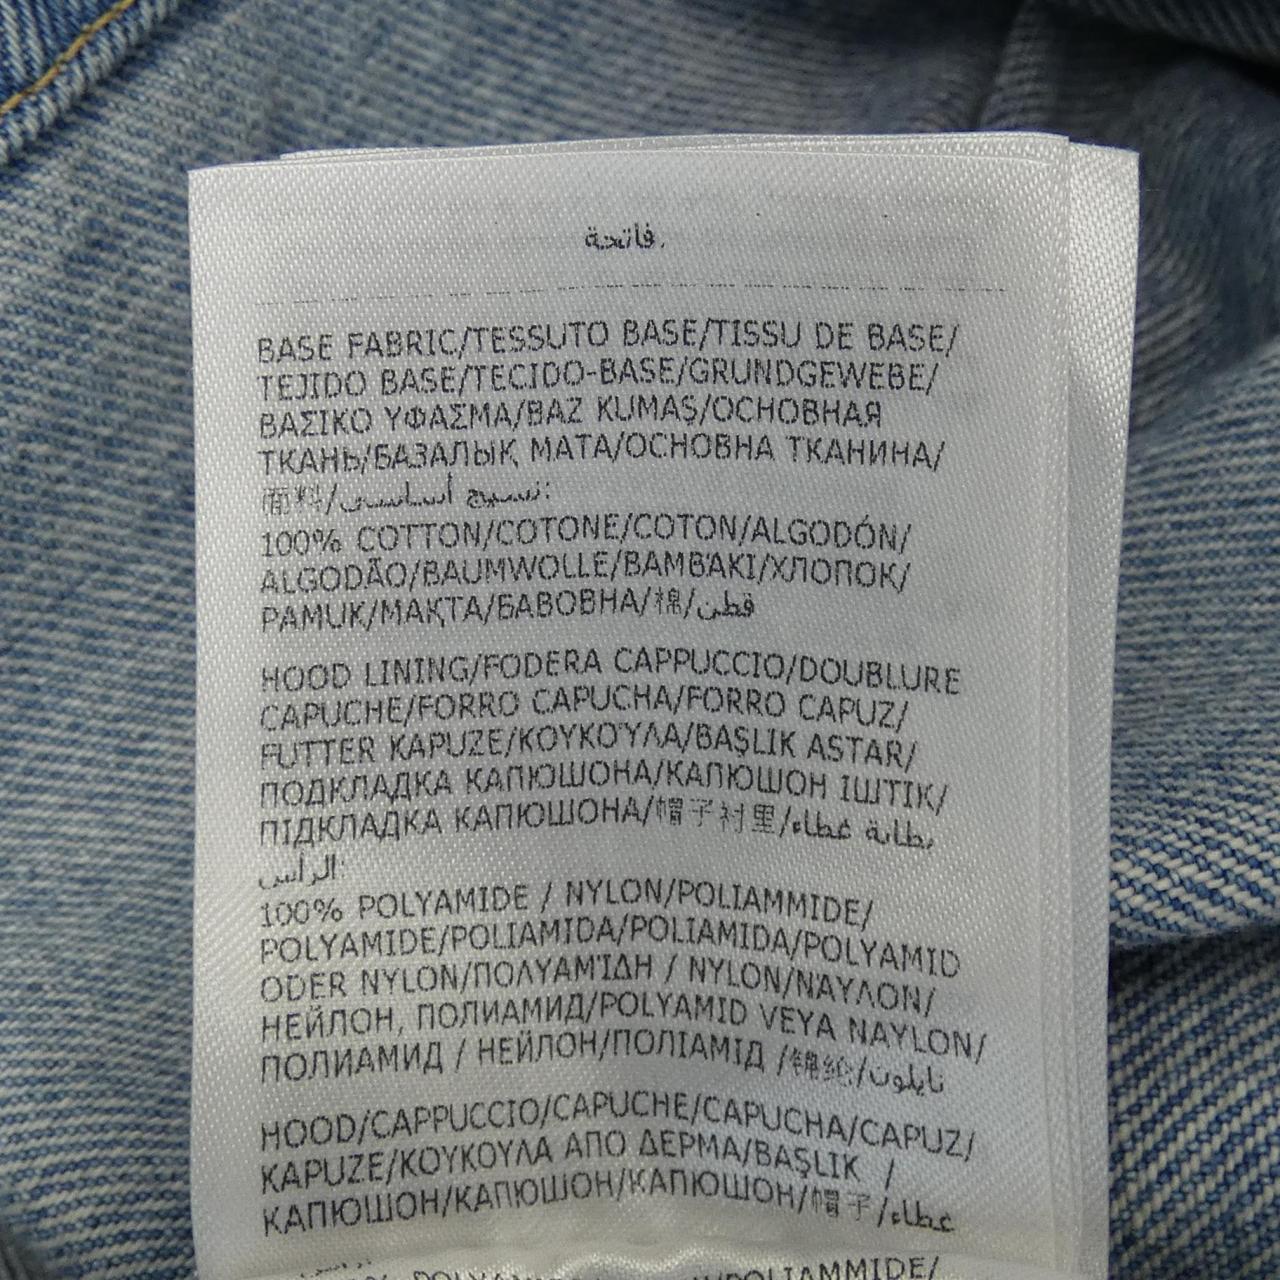 فاتحة.
BASE FABRIC/TESSUTO BASE/TISSU DE BASE/
TEJIDO BASE/TECIDO-BASE/GRUNDGEWEBE/
ΒΑΣΙΚΟ ΥΦΑΣΜΑ/BAZ KUMAŞ/ОСНОВНАЯ
ТКАНЬ/БАЗАЛЫҚ МАТА/ОСНОВНА ТКАНИНА/
面料/نسيج أساسي:
100% COTTON/COTONE/COTON/ALGODÓN/
ALGODÃO/BAUMWOLLE/ΒΑΜΒΆΚΙ/ХЛОПОК/
PAMUK/МАҚТА/БАВОВНА/棉/قطن
HOOD LINING/FODERA CAPPUCCIO/DOUBLURE
CAPUCHE/FORRO CAPUCHA/FORRO CAPUZ/
FUTTER KAPUZE/ΚΟΥΚΟΎΛΑ/BAŞLIK ASTAR/
ПОДКЛАДКА КАПЮШОНА/КАПЮШОН ІШТІК/
ПІДКЛАДКА КАПЮШОНА/帽子衬里/بطانة غطاء
الرأس:
100% POLYAMIDE / NYLON/POLIAMMIDE/
POLYAMIDE/POLIAMIDA/POLIAMIDA/POLYAMID
ODER NYLON/ΠΟΛΥΑΜΊΔΗ / NYLON/ΝΆΥΛΟΝ/
НЕЙЛОН, ПОЛИАМИД/POLYAMID VEYA NAYLON/
ПОЛИАМИД / НЕЙЛОН/ПОЛІАМІД /锦纶/نايلون
HOOD/CAPPUCCIO/CAPUCHE/CAPUCHA/CAPUZ/
KAPUZE/ΚΟΥΚΟΥΛΑ ΑΠΟ ΔΕΡΜΑ/BAŞLIK /
КАПЮШОН/КАПЮШОН/КАПЮШОН/帽子/غطاء